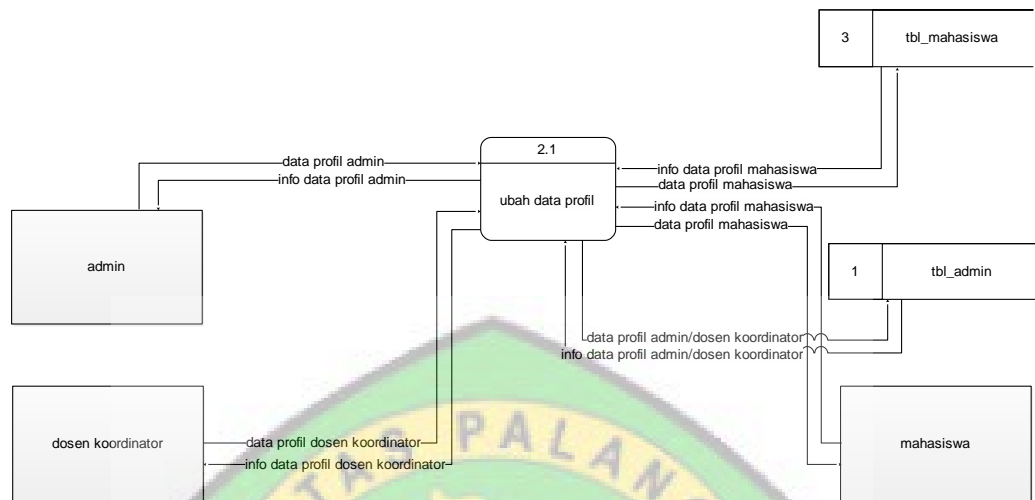 3 tbl_mahasiswa
2.1
ubah data profil
data profil admin
info data profil admin
info data profil mahasiswa
data profil mahasiswa
info data profil mahasiswa
data profil mahasiswa
admin
1 tbl_admin
data profil admin/dosen koordinator
info data profil admin/dosen koordinator
dosen koordinator
data profil dosen koordinator
info data profil dosen koordinator
mahasiswa
TAS PALANG